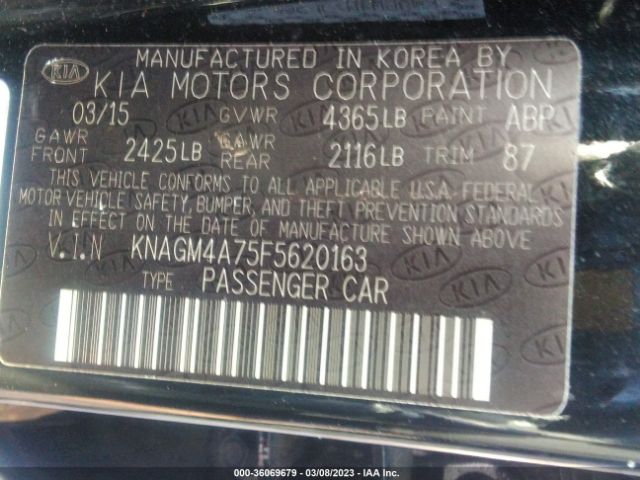 MANUFACTURED IN KOREA BY
KIA KIA MOTORS CORPORATION
03/15 GVWR 4365LB PAINT ABP
GAWR FRONT 2425LB GAWR REAR 2116LB TRIM 87
THIS VEHICLE CONFORMS TO ALL APPLICABLE U.S.A. FEDERAL
MOTOR VEHICLE SAFETY, BUMPER, AND THEFT PREVENTION STANDARDS
IN EFFECT ON THE DATE OF MANUFACTURE SHOWN ABOVE
V.I.N KNAGM4A75F5620163
TYPE PASSENGER CAR
000-36069679 | 03/08/2023 | IAA Inc.